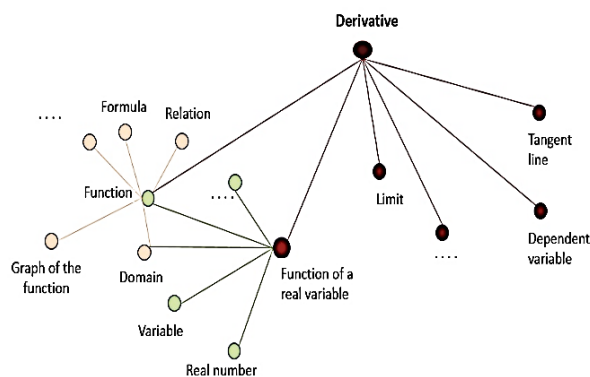 Derivative
....
Formula
Relation
Tangent
line
Function
....
Limit
Dependent
variable
Graph of the
function
Domain
Function of a
real variable
....
Variable
Real number